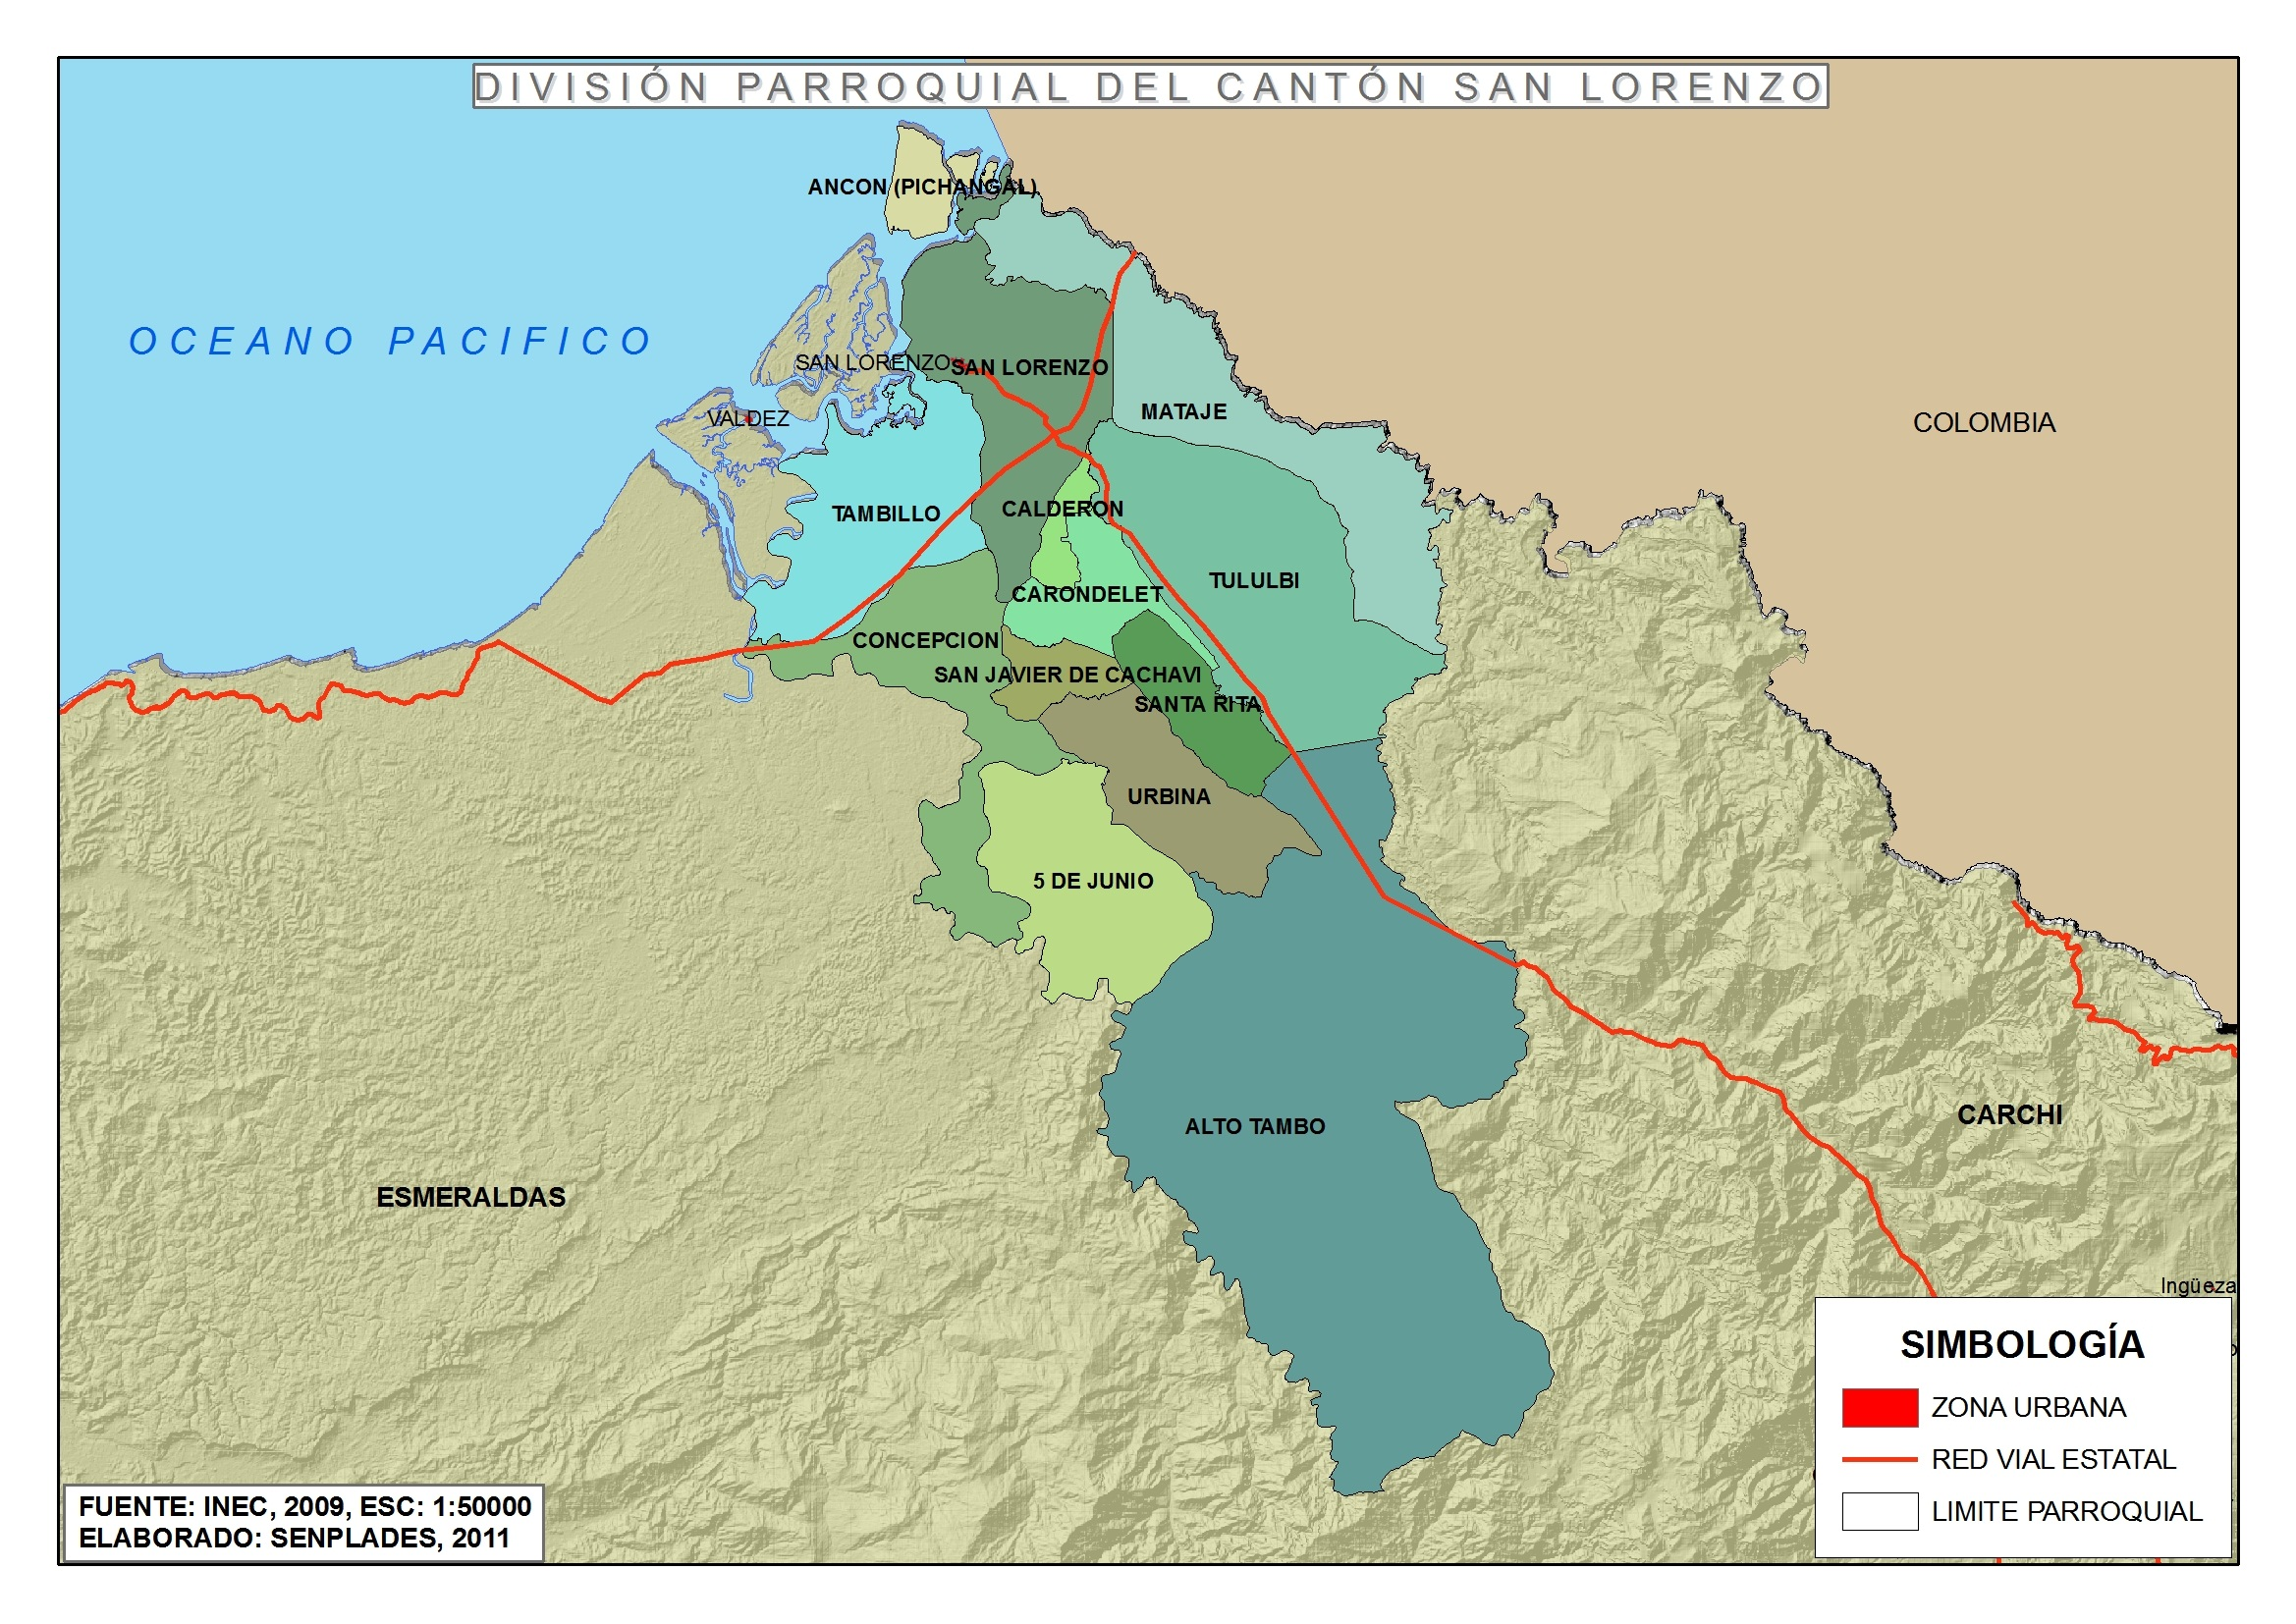 DIVISIÓN PARROQUIAL DEL CANTÓN SAN LORENZO
ANCON (PICHANGAL)
OCEANO PACIFICO
SAN LORENZO
SAN LORENZO
VALDEZ
MATAJE
COLOMBIA
TAMBILLO
CALDERON
TULULBI
CARONDELET
CONCEPCION
SAN JAVIER DE CACHAVI
SANTA RITA
URBINA
5 DE JUNIO
ALTO TAMBO
CARCHI
ESMERALDAS
Ingüeza
SIMBOLOGÍA
ZONA URBANA
RED VIAL ESTATAL
LIMITE PARROQUIAL
FUENTE: INEC, 2009, ESC: 1:50000
ELABORADO: SENPLADES, 2011